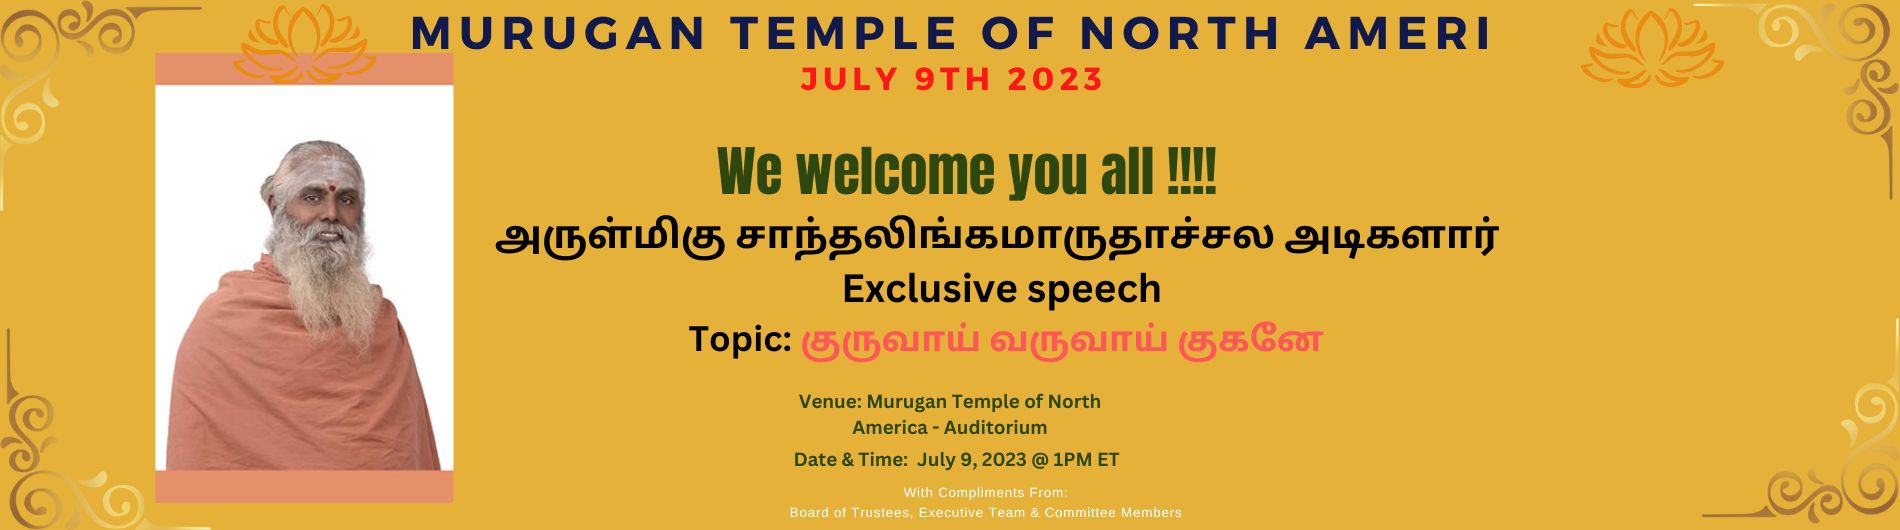 MURUGAN TEMPLE OF NORTH AMERI
JULY 9TH 2023
We welcome you all !!!!
அருள்மிகு சாந்தலிங்கமாருதாச்சல அடிகளார்
Exclusive speech
Topic: குருவாய் வருவாய் குகனே
Venue: Murugan Temple of North
America - Auditorium
Date & Time: July 9, 2023 @ 1PM ET
With Compliments From:
Board of Trustees, Executive Team & Committee Members